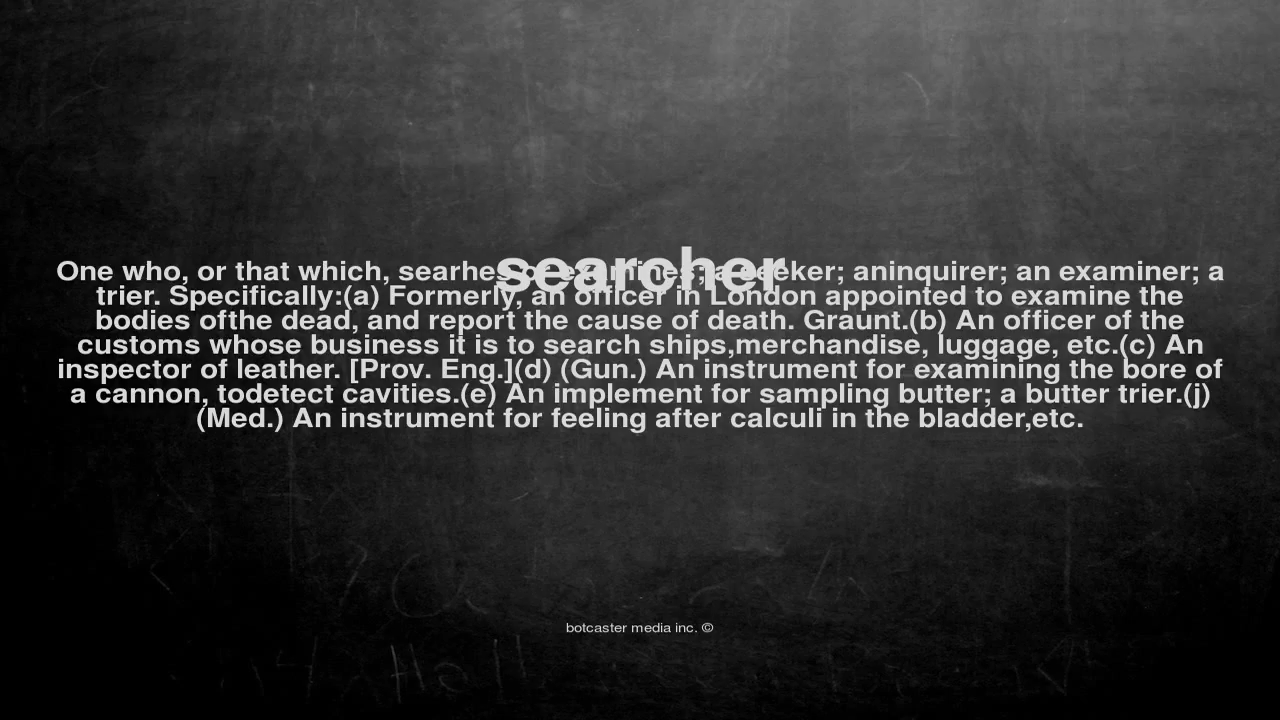 searcher
One who, or that which, searhes or examines; a seeker; aninquirer; an examiner; a
trier. Specifically:(a) Formerly, an officer in London appointed to examine the
bodies ofthe dead, and report the cause of death. Graunt.(b) An officer of the
customs whose business it is to search ships,merchandise, luggage, etc.(c) An
inspector of leather. [Prov. Eng.](d) (Gun.) An instrument for examining the bore of
a cannon, todetect cavities.(e) An implement for sampling butter; a butter trier.(j)
(Med.) An instrument for feeling after calculi in the bladder,etc.
botcaster media inc. ©